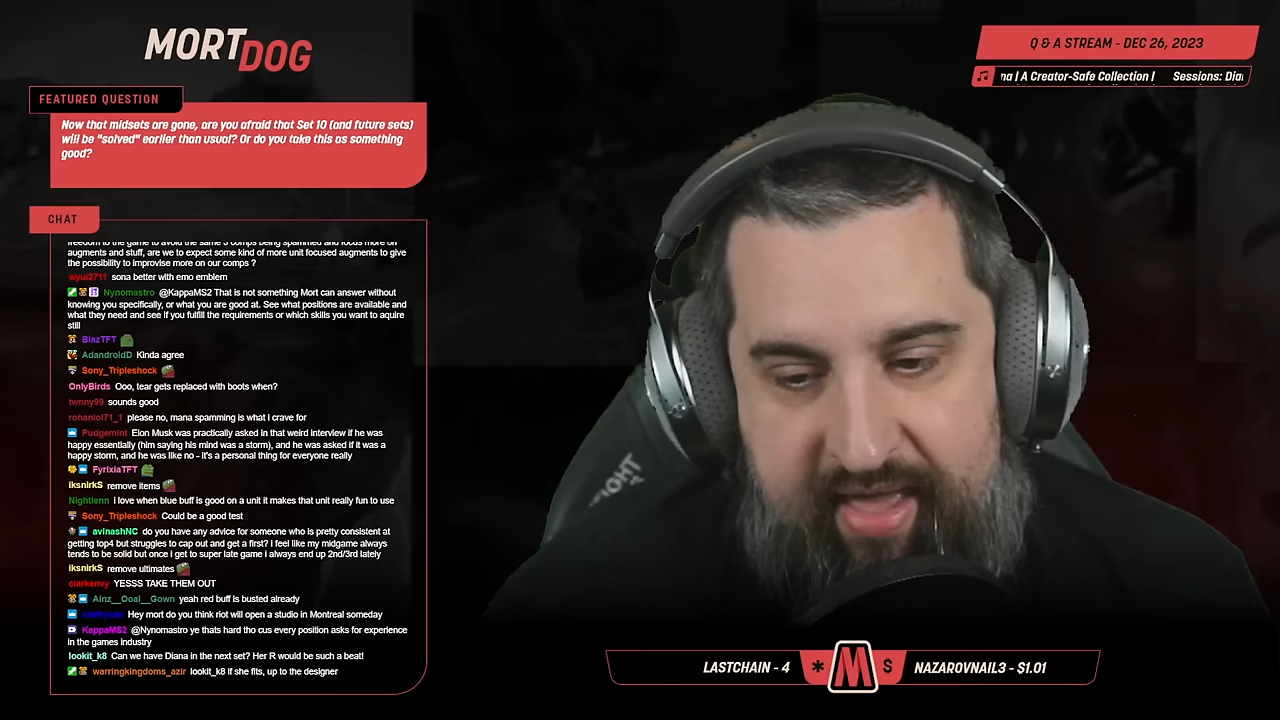 MORTDOG
Q & A STREAM - DEC 26, 2023
na | A Creator-Safe Collection | Sessions: Dia
FEATURED QUESTION
Now that midsets are gone, are you afraid that Set 10 (and future sets)
will be "solved" earlier than usual? Or do you take this as something
good?
CHAT
freedom to the game to avoid the same 3 comps being spammed and focus more on
augments and stuff, are we to expect some kind of more unit focused augments to give
the possibility to improvise more on our comps ?
wyui2711 sona better with emo emblem
Nynomastro @KappaMS2 That is not something Mort can answer without
knowing you specifically, or what you are good at. See what positions are available and
what they need and see if you fulfill the requirements or which skills you want to aquire
still
BlazTFT
AdandroidD Kinda agree
Sony_Tripleshock
OnlyBirds Ooo, tear gets replaced with boots when?
twnny99 sounds good
rohaniol71_1 please no, mana spamming is what i crave for
Pudgemint Elon Musk was practically asked in that weird interview if he was
happy essentially (him saying his mind was a storm), and he was asked if it was a
happy storm, and he was like no - it's a personal thing for everyone really
FyrixiaTFT
iksnirkS remove items
Nightlenn i love when blue buff is good on a unit it makes that unit really fun to use
Sony_Tripleshock Could be a good test
avinashNC do you have any advice for someone who is pretty consistent at
getting top4 but struggles to cap out and get a first? I feel like my midgame always
tends to be solid but once i get to super late game i always end up 2nd/3rd lately
iksnirkS remove ultimates
clarkenvy YESSS TAKE THEM OUT
Ainz__Ooal__Gown yeah red buff is busted already
Hey mort do you think riot will open a studio in Montreal someday
KappaMS2 @Nynomastro ye thats hard tho cus every position asks for experience
in the games industry
lookit_k8 Can we have Diana in the next set? Her R would be such a beat!
warringkingdoms_azir lookit_k8 if she fits, up to the designer
THOR
LASTCHAIN - 4
*
M
$
NAZAROVNAIL3 - $1.01